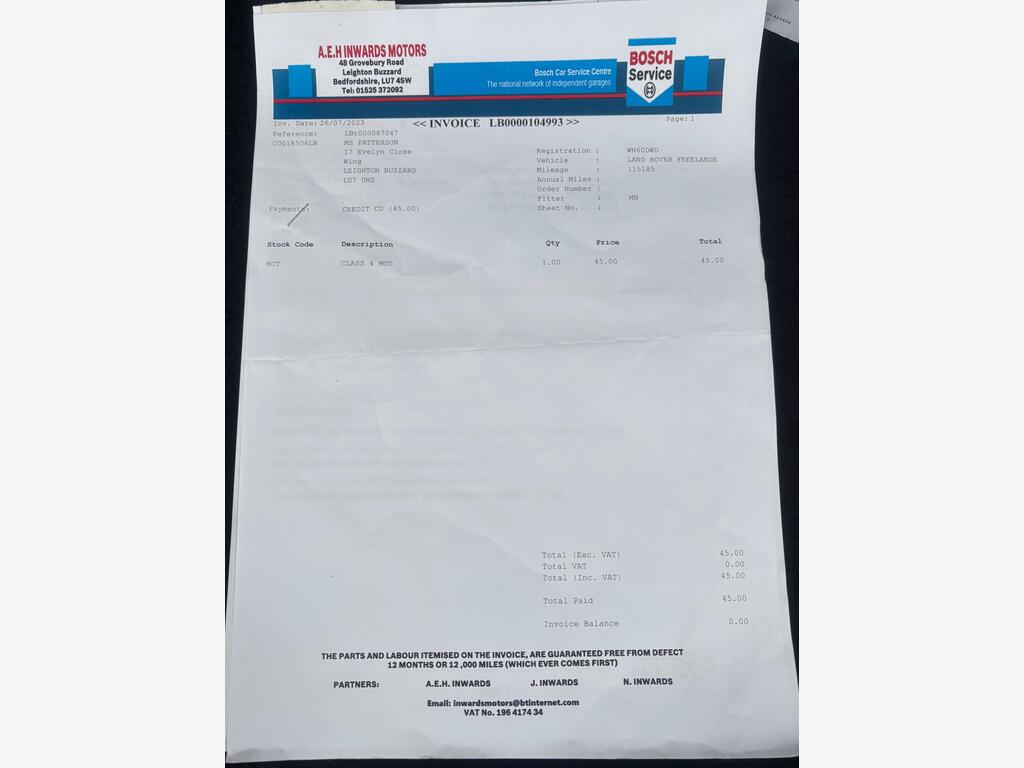 A.E.H INWARDS MOTORS
48 Grovebury Road
Leighton Buzzard
Bedfordshire, LU7 4SW
Tel: 01525 372092
Bosch Car Service Centre
The national network of independent garages
BOSCH
Service
Inv. Date: 26/07/2023 << INVOICE LB0000104993 >> Page: 1
Reference: LBt000067047
C0018506LB MS PATTERSON
17 Evelyn Close
Wing
LEIGHTON BUZZARD
LU7 0NZ
Registration : WN60DWD
Vehicle : LAND ROVER FREELANDE
Mileage : 115185
Annual Miles :
Order Number :
Fitter : MH
Sheet No. :
Payments: CREDIT CD (45.00)
Stock Code Description Qty Price Total
MOT CLASS 4 MOT 1.00 45.00 45.00
Total (Exc. VAT) 45.00
Total VAT 0.00
Total (Inc. VAT) 45.00
Total Paid 45.00
Invoice Balance 0.00
THE PARTS AND LABOUR ITEMISED ON THE INVOICE, ARE GUARANTEED FREE FROM DEFECT
12 MONTHS OR 12 ,000 MILES (WHICH EVER COMES FIRST)
PARTNERS: A.E.H. INWARDS J. INWARDS N. INWARDS
Email: inwardsmotors@btinternet.com
VAT No. 196 4174 34